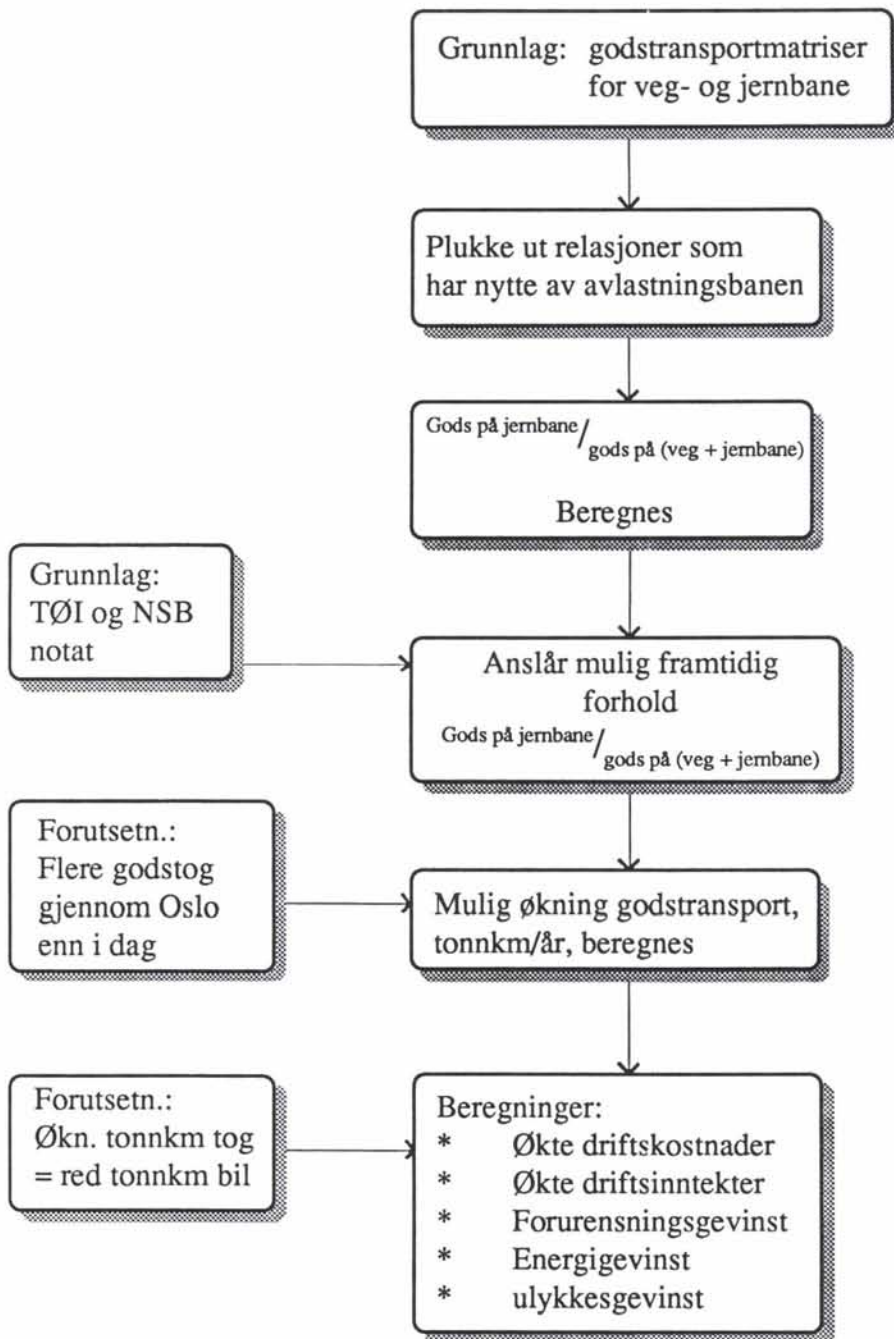 Grunnlag: godstransportmatriser
for veg- og jernbane
Plukke ut relasjoner som
har nytte av avlastningsbanen
Gods på jernbane/
gods på (veg + jernbane)
Beregnes
Grunnlag:
TØI og NSB
notat
Anslår mulig framtidig
forhold
Gods på jernbane/
gods på (veg + jernbane)
Forutsetn.:
Flere godstog
gjennom Oslo
enn i dag
Mulig økning godstransport,
tonnkm/år, beregnes
Forutsetn.:
Økn. tonnkm tog
= red tonnkm bil
Beregninger:
* Økte driftskostnader
* Økte driftsinntekter
* Forurensningsgevinst
* Energigevinst
* ulykkesgevinst